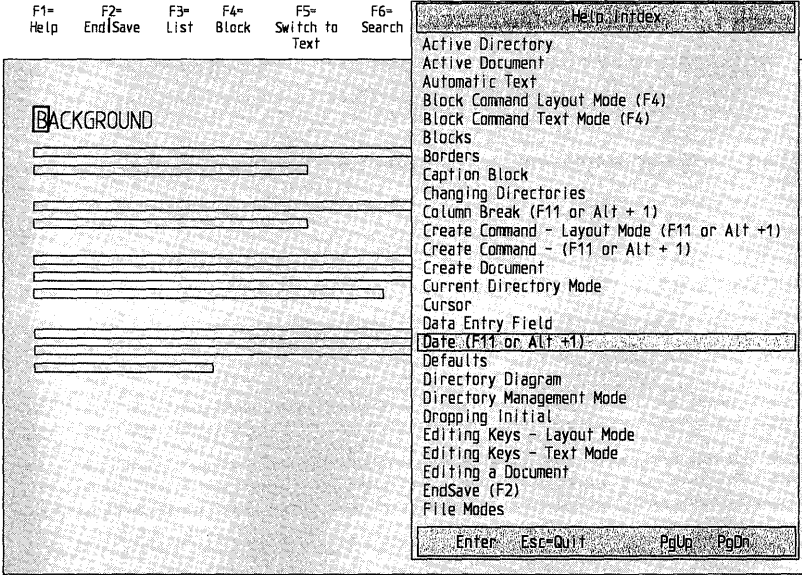 F1= F2= F3= F4= F5= F6=
Help End|Save List Block Switch to Search
Text
BACKGROUND
Help Intdex
Active Directory
Active Document
Automatic Text
Block Command Layout Mode (F4)
Block Command Text Mode (F4)
Blocks
Borders
Caption Block
Changing Directories
Column Break (F11 or Alt + 1)
Create Command - Layout Mode (F11 or Alt +1)
Create Command - (F11 or Alt + 1)
Create Document
Current Directory Mode
Cursor
Data Entry Field
Date (F11 or Alt +1)
Defaults
Directory Diagram
Directory Management Mode
Dropping Initial
Editing Keys - Layout Mode
Editing Keys - Text Mode
Editing a Document
EndSave (F2)
File Modes
Enter Esc=Quit PgUp PgDn